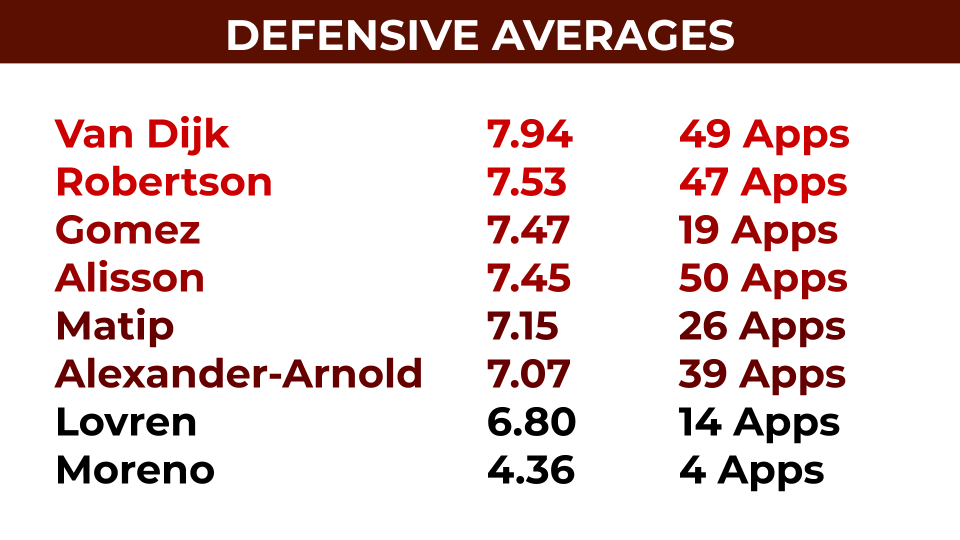 DEFENSIVE AVERAGES
Van Dijk 7.94 49 Apps
Robertson 7.53 47 Apps
Gomez 7.47 19 Apps
Alisson 7.45 50 Apps
Matip 7.15 26 Apps
Alexander-Arnold 7.07 39 Apps
Lovren 6.80 14 Apps
Moreno 4.36 4 Apps